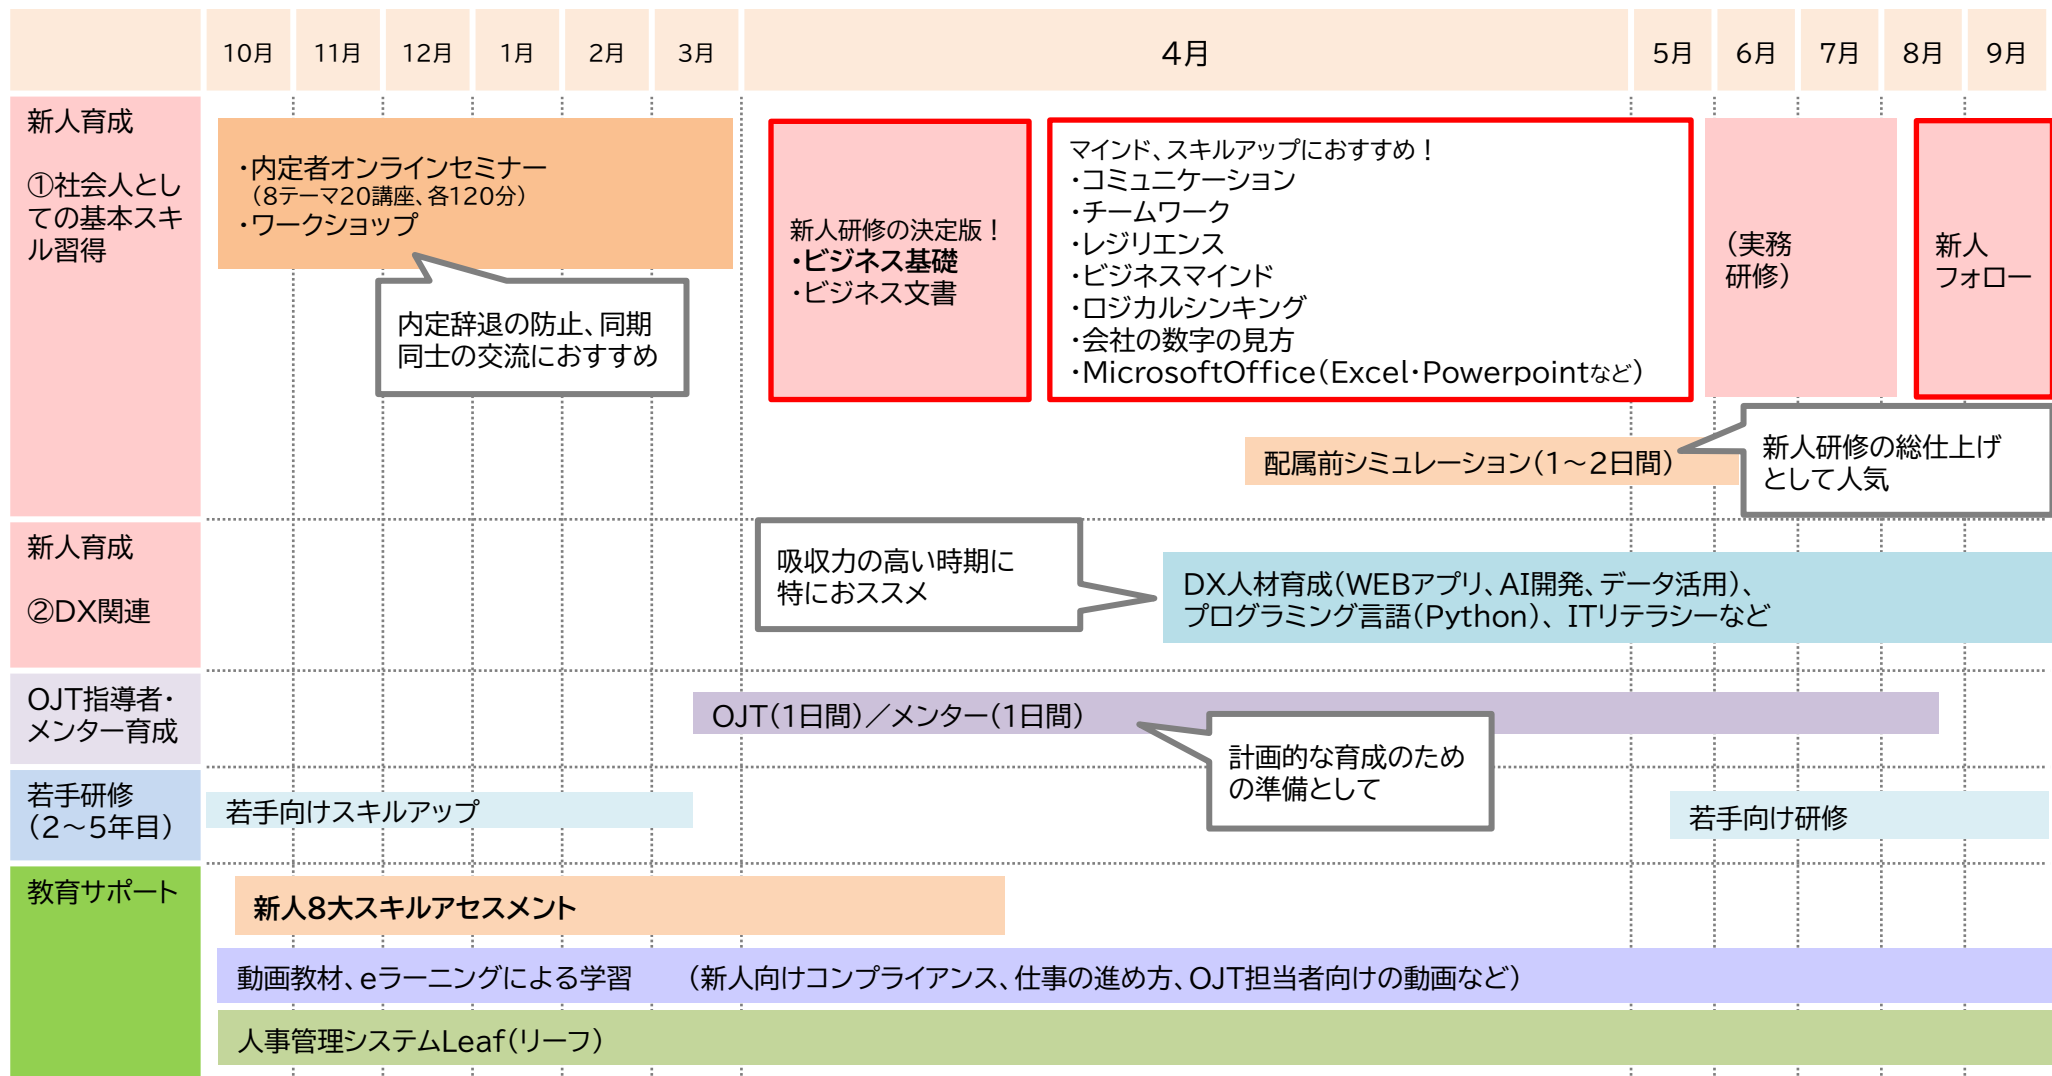 10月 11月 12月 1月 2月 3月 4月 5月 6月 7月 8月 9月
新人育成
①社会人とし
ての基本スキ
ル習得
・内定者オンラインセミナー
（8テーマ20講座、各120分）
・ワークショップ
内定辞退の防止、同期
同士の交流におすすめ
新人研修の決定版！
・ビジネス基礎
・ビジネス文書
マインド、スキルアップにおすすめ！
・コミュニケーション
・チームワーク
・レジリエンス
・ビジネスマインド
・ロジカルシンキング
・会社の数字の見方
・MicrosoftOffice（Excel・Powerpointなど）
（実務
研修）
新人
フォロー
配属前シミュレーション（1～2日間）
新人研修の総仕上げ
として人気
新人育成
②DX関連
吸収力の高い時期に
特におススメ
DX人材育成（WEBアプリ、AI開発、データ活用）、
プログラミング言語（Python）、ITリテラシーなど
OJT指導者・
メンター育成
OJT（1日間）／メンター（1日間）
計画的な育成のため
の準備として
若手研修
（2～5年目）
若手向けスキルアップ
若手向け研修
教育サポート
新人8大スキルアセスメント
動画教材、eラーニングによる学習　　（新人向けコンプライアンス、仕事の進め方、OJT担当者向けの動画など）
人事管理システムLeaf（リーフ）